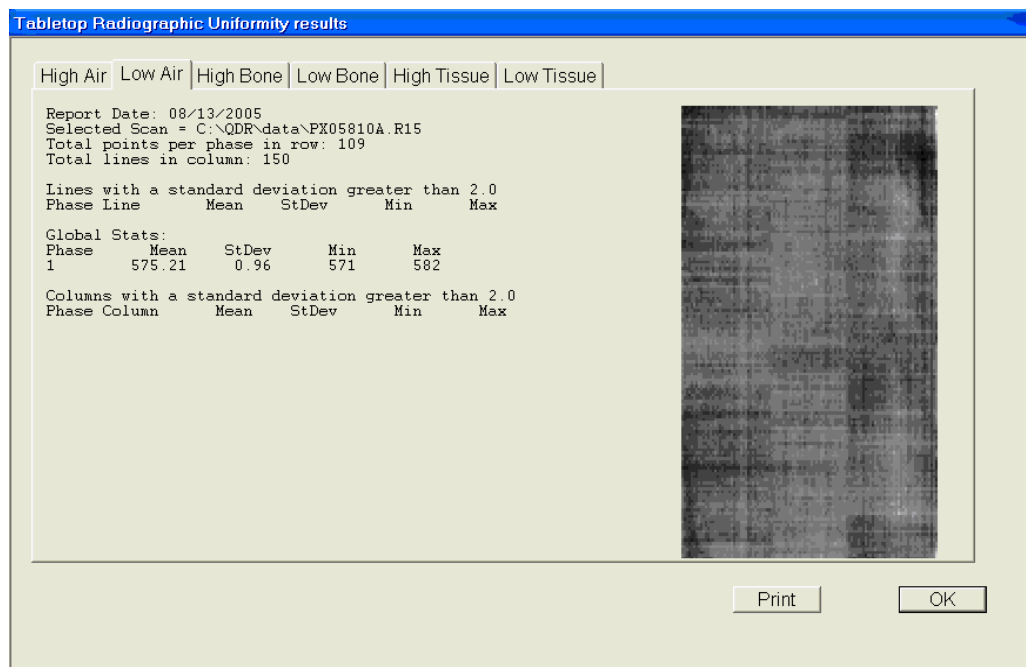 Tabletop Radiographic Uniformity results
High Air Low Air High Bone Low Bone High Tissue Low Tissue
Report Date: 08/13/2005
Selected Scan = C:\QDR\data\PX05810A.R15
Total points per phase in row: 109
Total lines in column: 150
Lines with a standard deviation greater than 2.0
Phase Line Mean StDev Min Max
Global Stats:
Phase Mean StDev Min Max
1 575.21 0.96 571 582
Columns with a standard deviation greater than 2.0
Phase Column Mean StDev Min Max
Print OK